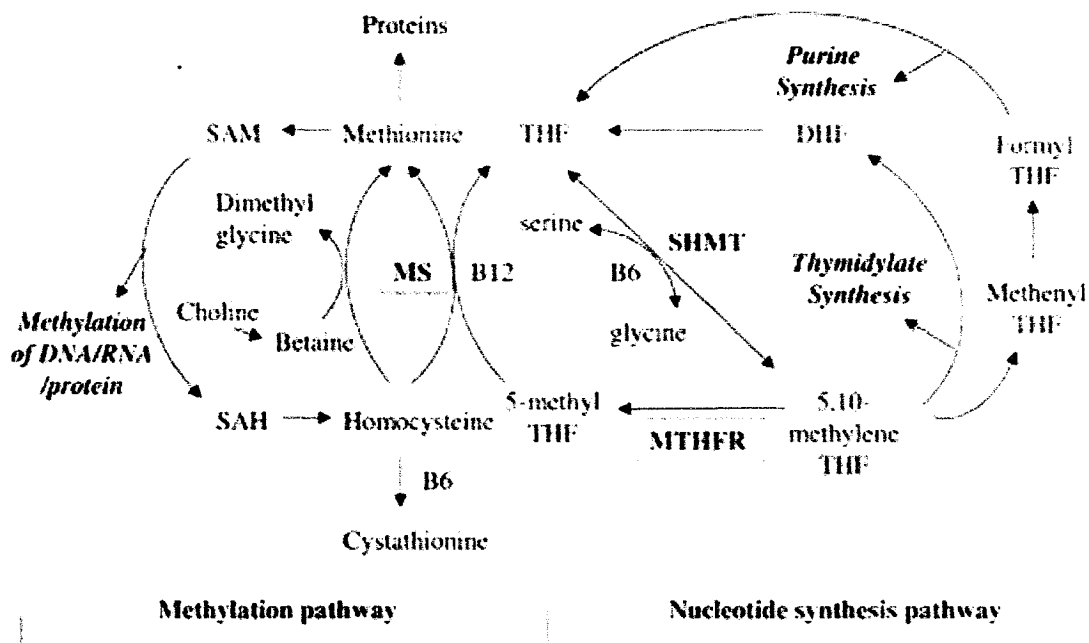 Proteins
Purine
Synthesis
SAM
Methionine
THF
DHF
Formyl
THF
Dimethyl
glycine
serine
SHMT
MS
B12
B6
Thymidylate
Synthesis
Methenyl
THF
Choline
Betaine
glycine
Methylation
of DNA/RNA
/protein
SAH
Homocysteine
5-methyl
THF
MTHFR
5,10-
methylene
THF
B6
Cystathionine
Methylation pathway
Nucleotide synthesis pathway